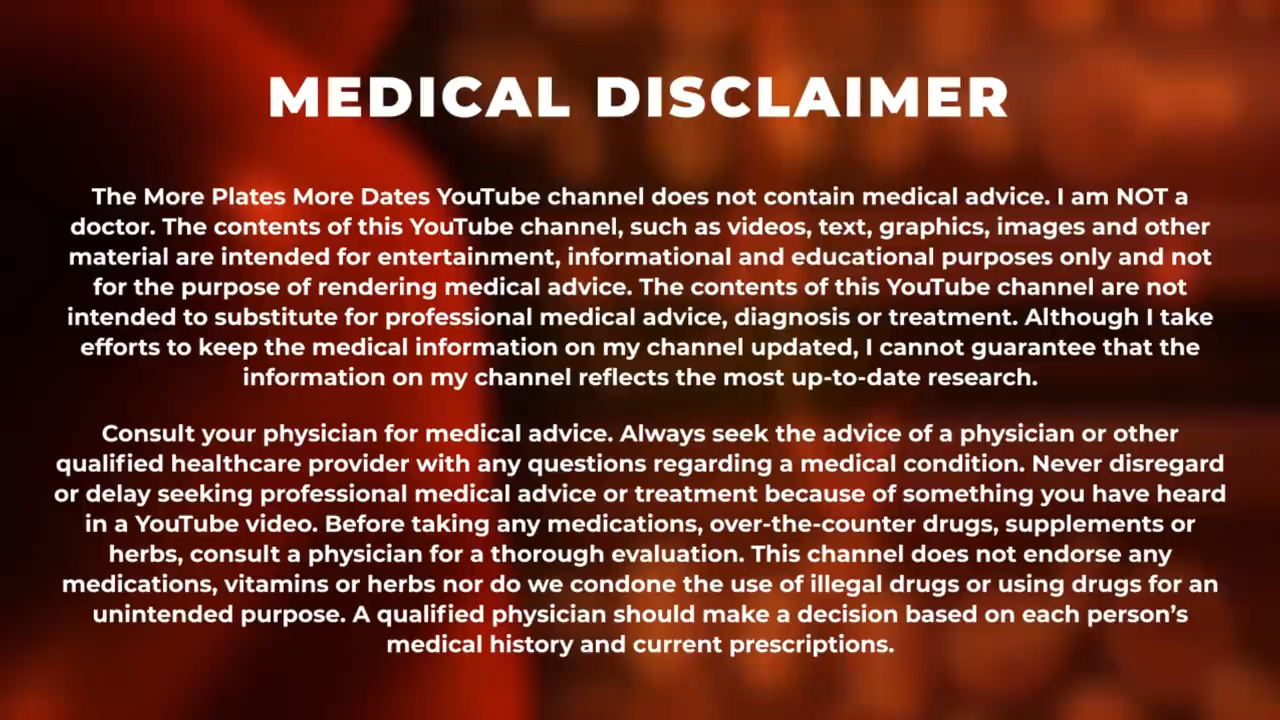 MEDICAL DISCLAIMER
The More Plates More Dates YouTube channel does not contain medical advice. I am NOT a
doctor. The contents of this YouTube channel, such as videos, text, graphics, images and other
material are intended for entertainment, informational and educational purposes only and not
for the purpose of rendering medical advice. The contents of this YouTube channel are not
intended to substitute for professional medical advice, diagnosis or treatment. Although I take
efforts to keep the medical information on my channel updated, I cannot guarantee that the
information on my channel reflects the most up-to-date research.
Consult your physician for medical advice. Always seek the advice of a physician or other
qualified healthcare provider with any questions regarding a medical condition. Never disregard
or delay seeking professional medical advice or treatment because of something you have heard
in a YouTube video. Before taking any medications, over-the-counter drugs, supplements or
herbs, consult a physician for a thorough evaluation. This channel does not endorse any
medications, vitamins or herbs nor do we condone the use of illegal drugs or using drugs for an
unintended purpose. A qualified physician should make a decision based on each person’s
medical history and current prescriptions.